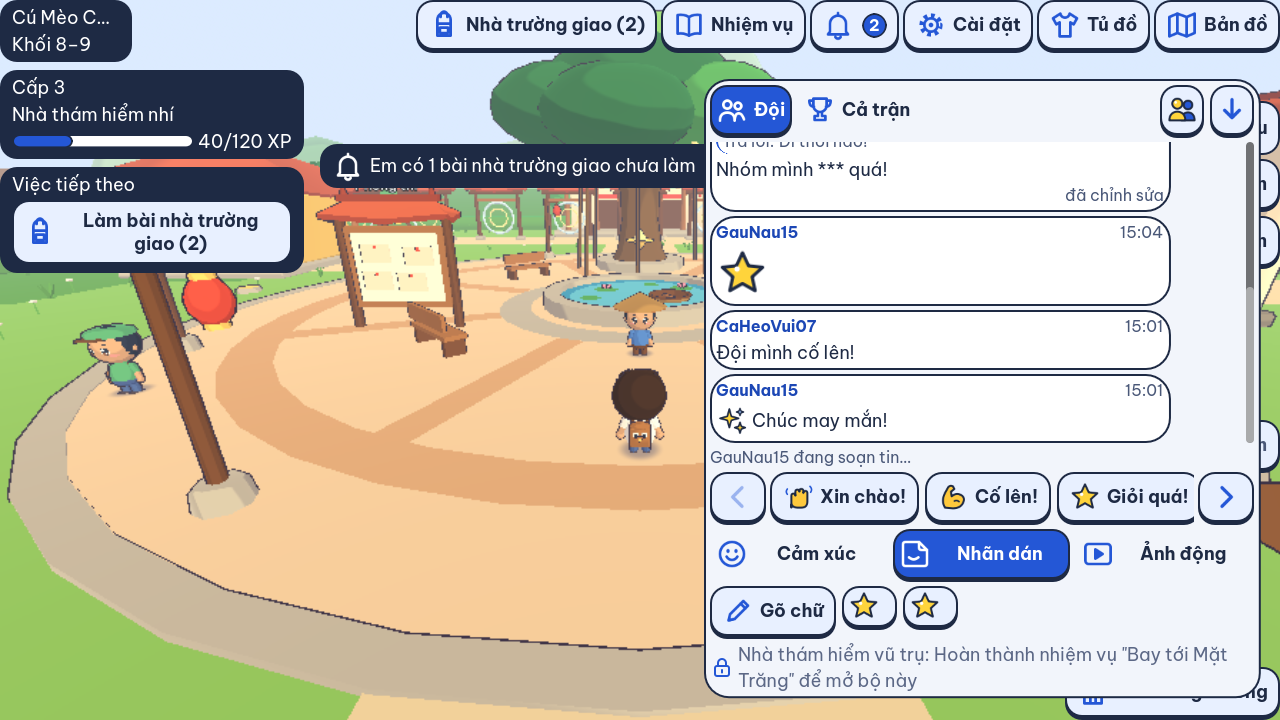 Cú Mèo C...
Khối 8–9
Nhà trường giao (2)
Nhiệm vụ
2
Cài đặt
Tủ đồ
Bản đồ
Cấp 3
Nhà thám hiểm nhí
40/120 XP
Việc tiếp theo
Làm bài nhà trường
giao (2)
Em có 1 bài nhà trường giao chưa làm
Đội
Cả trận
Trả lời: Đi thôi nào!
Nhóm mình *** quá!
đã chỉnh sửa
GauNau15
15:04
CaHeoVui07
15:01
Đội mình cố lên!
GauNau15
15:01
Chúc may mắn!
GauNau15 đang soạn tin...
Xin chào!
Cố lên!
Giỏi quá!
Cảm xúc
Nhãn dán
Ảnh động
Gõ chữ
Nhà thám hiểm vũ trụ: Hoàn thành nhiệm vụ "Bay tới Mặt
Trăng" để mở bộ này